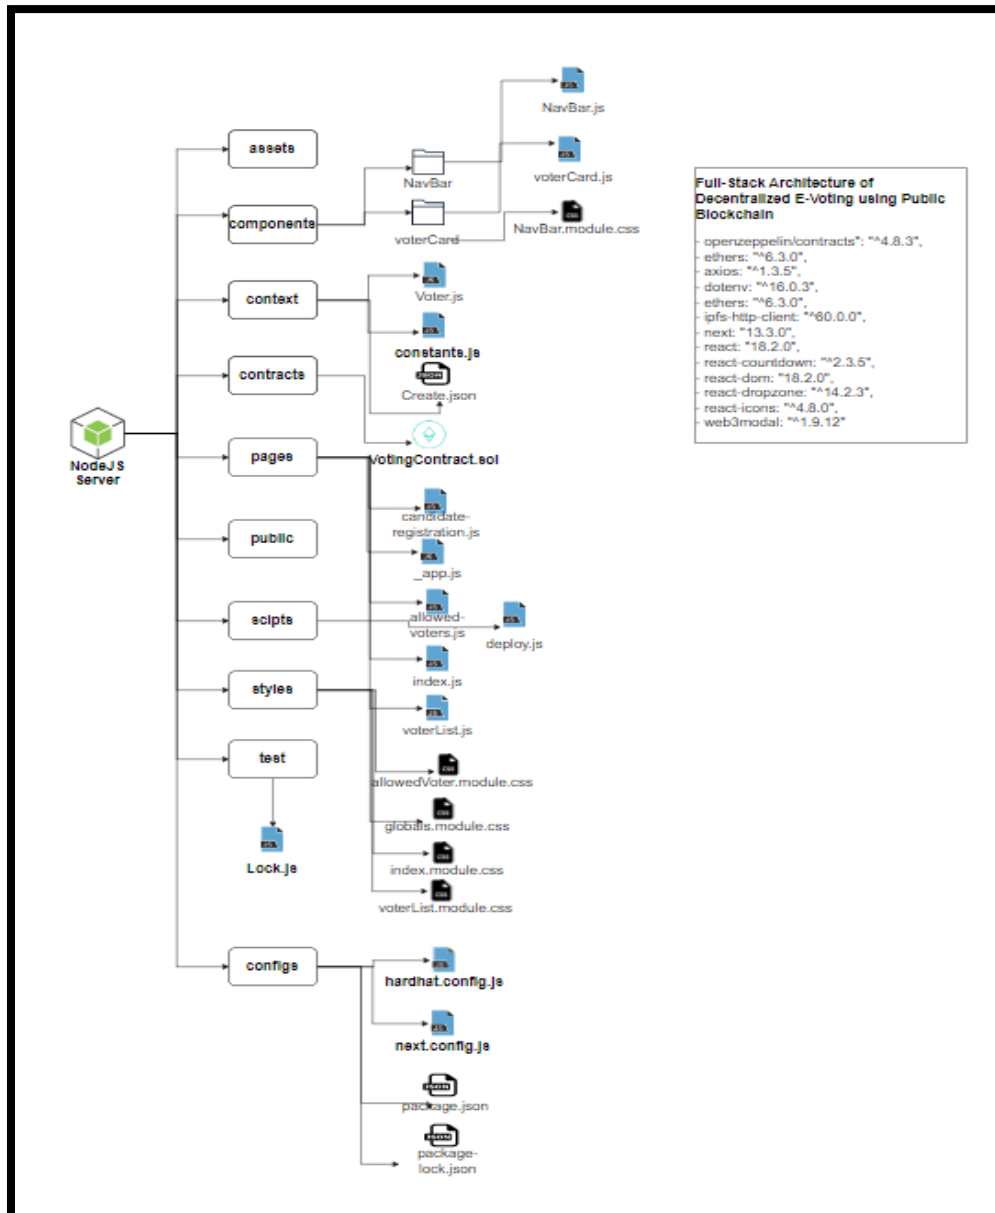 NavBar.js
assets
NavBar
voterCard.js
components
voterCard
NavBar.module.css
Full-Stack Architecture of
Decentralized E-Voting using Public
Blockchain
- openzeppelin/contracts": "^4.8.3",
- ethers: "^6.3.0",
- axios: "^1.3.5",
- dotenv: "^16.0.3",
- ethers: "^6.3.0",
- ipfs-http-client: "^60.0.0",
- next: "13.3.0",
- react: "18.2.0",
- react-countdown: "^2.3.5",
- react-dom: "18.2.0",
- react-dropzone: "^14.2.3",
- react-icons: "^4.8.0",
- web3modal: "^1.9.12"
context
Voter.js
constants.js
contracts
JSON
Create.json
NodeJS
Server
pages
VotingContract.sol
candidate-
registration.js
public
_app.js
scipts
allowed-
voters.js
deploy.js
index.js
styles
voterList.js
test
CSS
allowedVoter.module.css
CSS
globals.module.css
Lock.js
CSS
index.module.css
CSS
voterList.module.css
configs
hardhat.config.js
next.config.js
JSON
package.json
JSON
package-
lock.json